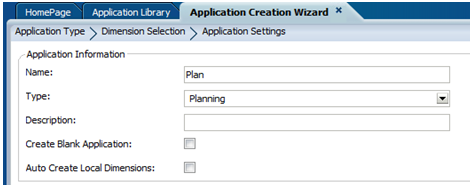 HomePage Application Library Application Creation Wizard ×
Application Type > Dimension Selection > Application Settings
Application Information
Name: Plan
Type: Planning
Description:
Create Blank Application:
Auto Create Local Dimensions: